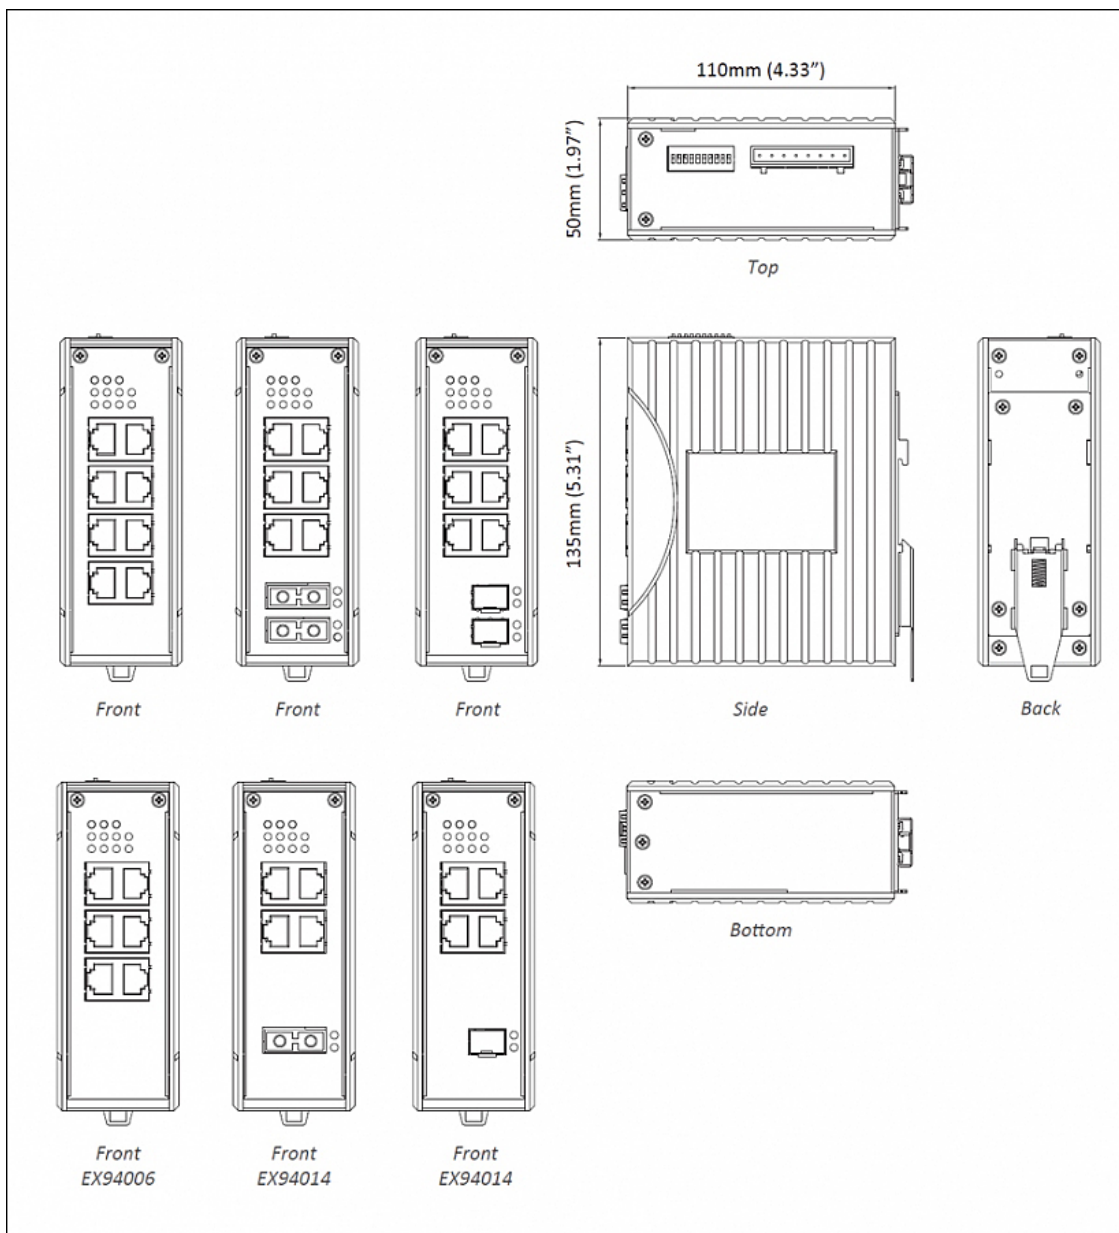 110mm (4.33”)
50mm (1.97”)
Top
135mm (5.31”)
Front
Front
Front
Side
Back
Bottom
Front
EX94006
Front
EX94014
Front
EX94014